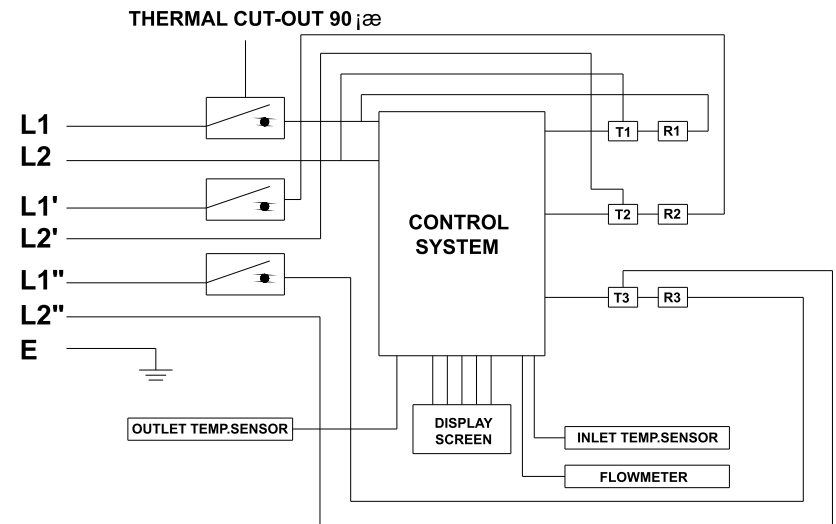 THERMAL CUT-OUT 90 ¡æ
L1
L2
L1'
L2'
L1"
L2"
E
CONTROL
SYSTEM
T1
R1
T2
R2
T3
R3
OUTLET TEMP.SENSOR
DISPLAY
SCREEN
INLET TEMP.SENSOR
FLOWMETER